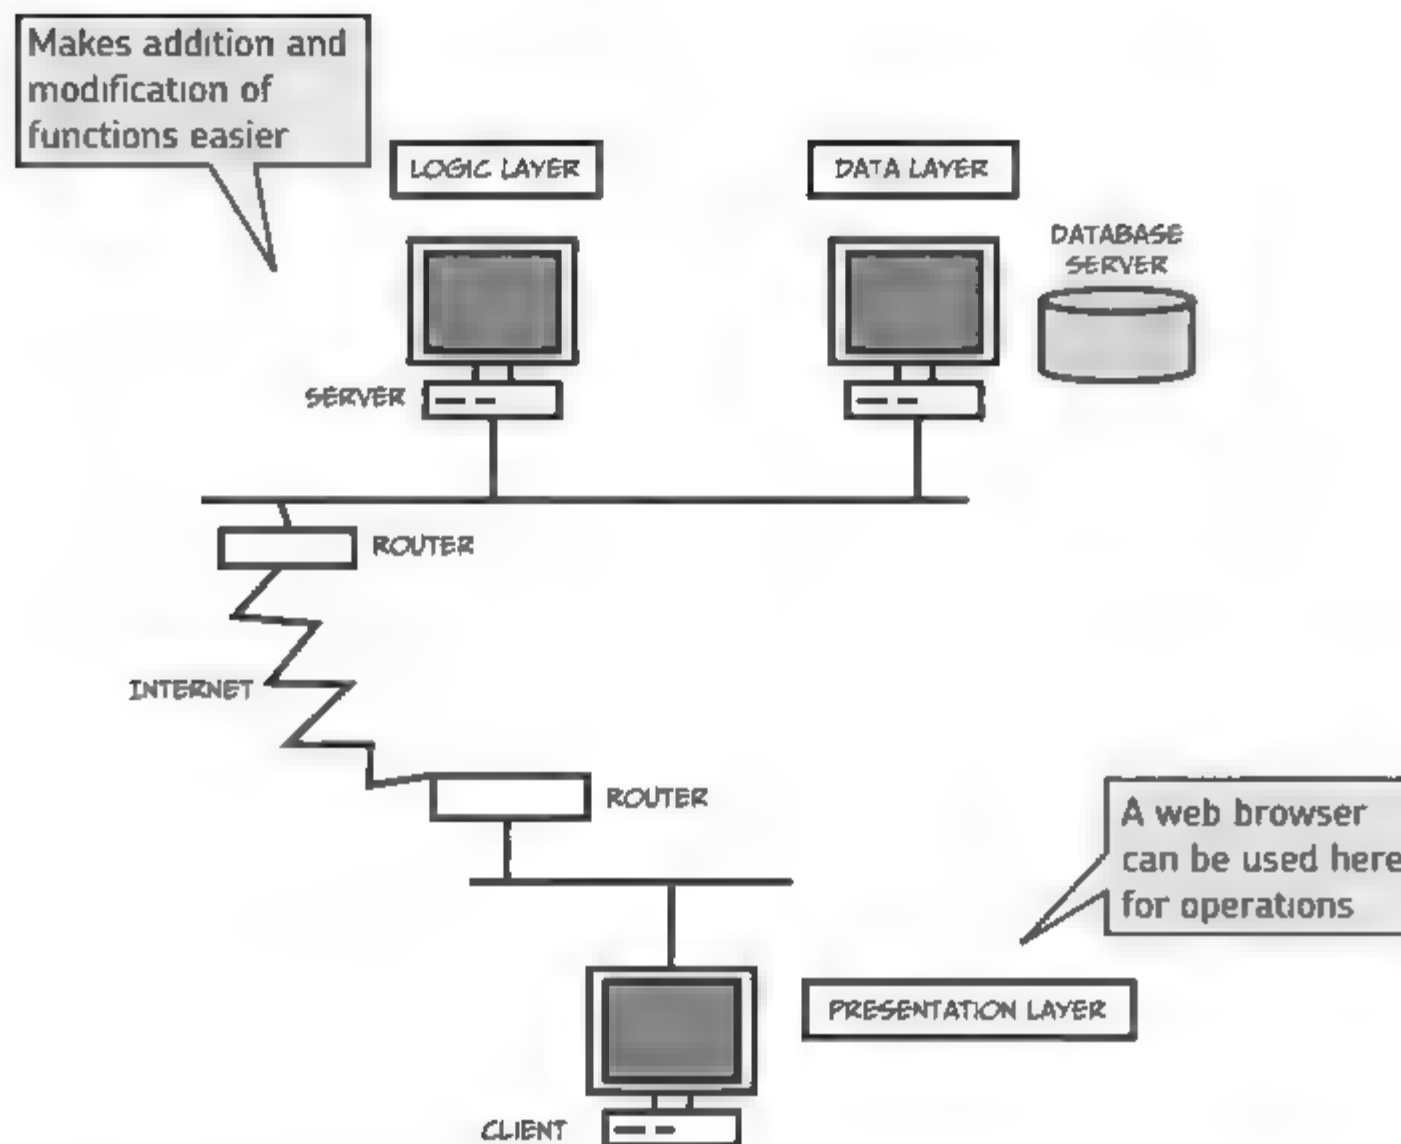 Makes addition and
modification of
functions easier
LOGIC LAYER
DATA LAYER
DATABASE
SERVER
SERVER
ROUTER
INTERNET
ROUTER
A web browser
can be used here
for operations
PRESENTATION LAYER
CLIENT